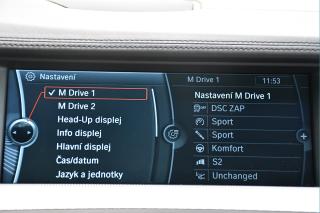 Nastavení
M Drive 1
11:53
✓ M Drive 1
M Drive 2
Head-Up displej
Info displej
Hlavní displej
Čas/datum
Jazyk a jednotky
Nastavení M Drive 1
DSC ZAP
Sport
Sport
Komfort
S2
Unchanged